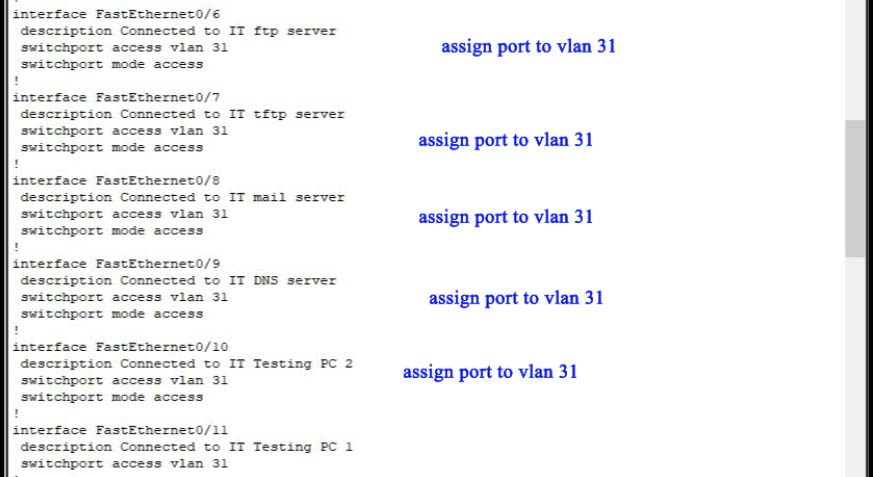 interface FastEthernet0/6
description Connected to IT ftp server
switchport access vlan 31
assign port to vlan 31
switchport mode access
!
interface FastEthernet0/7
description Connected to IT tftp server
switchport access vlan 31
assign port to vlan 31
switchport mode access
!
interface FastEthernet0/8
description Connected to IT mail server
switchport access vlan 31
assign port to vlan 31
switchport mode access
!
interface FastEthernet0/9
description Connected to IT DNS server
switchport access vlan 31
assign port to vlan 31
switchport mode access
!
interface FastEthernet0/10
description Connected to IT Testing PC 2
assign port to vlan 31
switchport access vlan 31
switchport mode access
!
interface FastEthernet0/11
description Connected to IT Testing PC 1
switchport access vlan 31